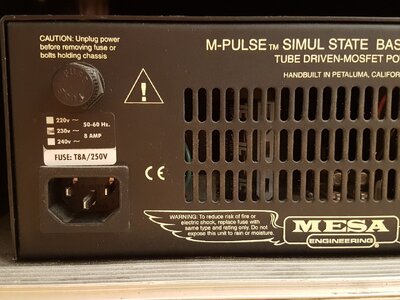 CAUTION: Unplug power
before removing fuse or
bolts holding chassis
M-PULSE™ SIMUL STATE BAS
TUBE DRIVEN-MOSFET PO
HANDBUILT IN PETALUMA, CALIFOR
220v ~
230v ~ 50-60 Hz.
240v ~ 8 AMP
FUSE: T8A/250V
CE
WARNING: To reduce risk of fire or
electric shock, replace fuse with
same type and rating only. Do not
expose this unit to rain or moisture.
MESA
ENGINEERING®